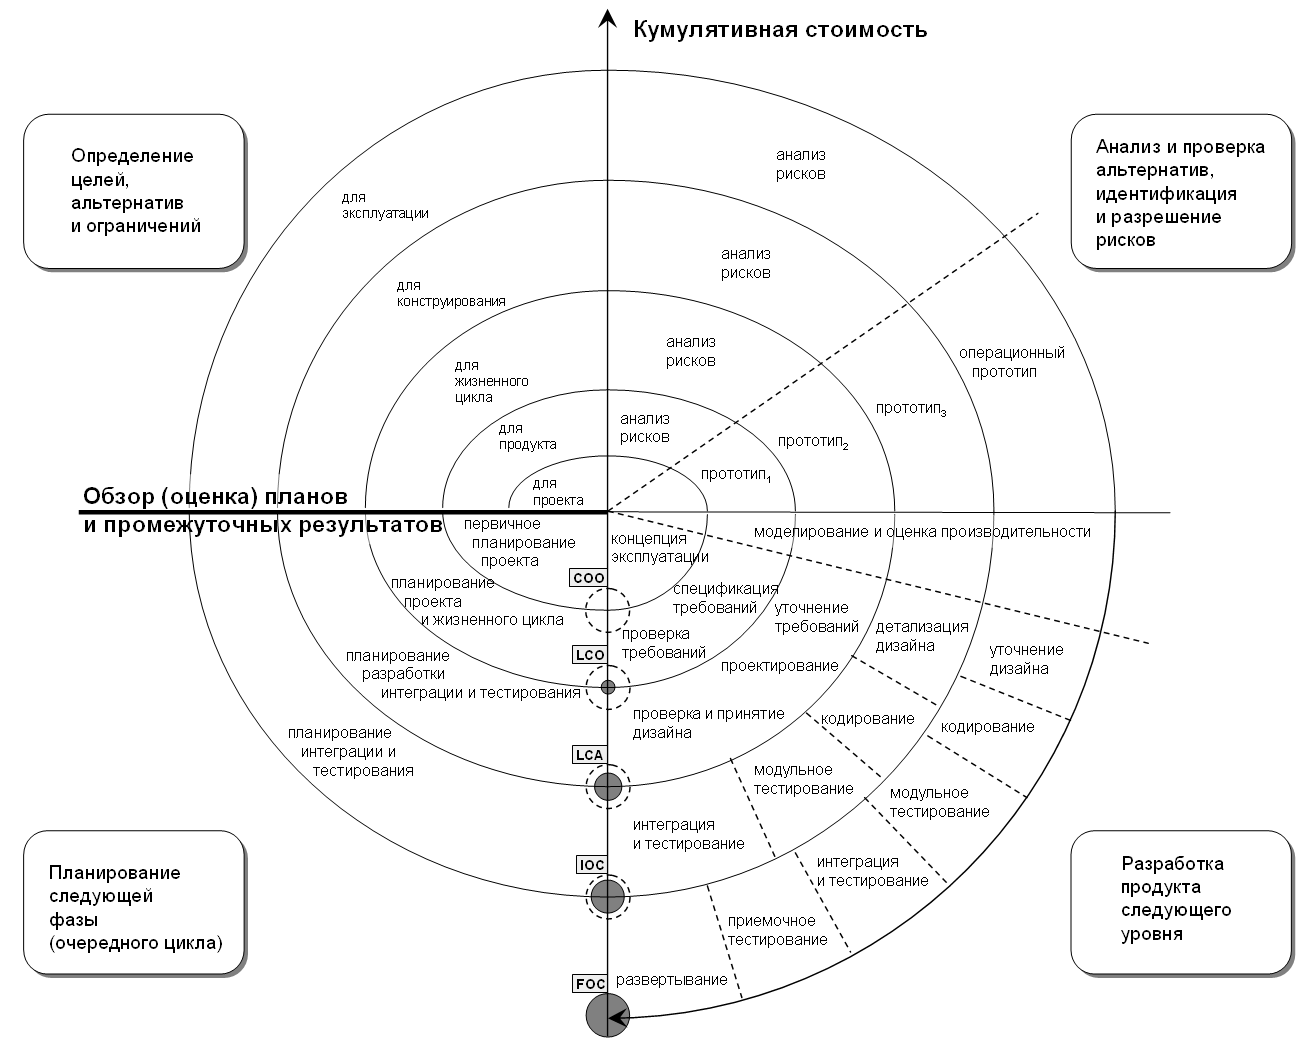 Кумулятивная стоимость
Определение
целей,
альтернатив
и ограничений
Анализ и проверка
альтернатив,
идентификация
и разрешение
рисков
анализ
рисков
для
эксплуатации
анализ
рисков
для
конструирования
анализ
рисков
операционный
прототип
для
жизненного
цикла
прототип3
анализ
рисков
для
продукта
прототип2
прототип1
для
проекта
Обзор (оценка) планов
и промежуточных результатов
первичное
планирование
проекта
концепция
эксплуатации
моделирование и оценка производительности
COO
планирование
проекта
и жизненного цикла
спецификация
требований
уточнение
требований
детализация
дизайна
уточнение
дизайна
проверка
требований
LCO
планирование
разработки
интеграции и тестирования
проектирование
проверка и принятие
дизайна
кодирование
кодирование
планирование
интеграции и
тестирования
LCA
модульное
тестирование
модульное
тестирование
интеграция
и тестирование
IOC
интеграция
и тестирование
Планирование
следующей
фазы
(очередного цикла)
Разработка
продукта
следующего
уровня
приемочное
тестирование
FOC
развертывание